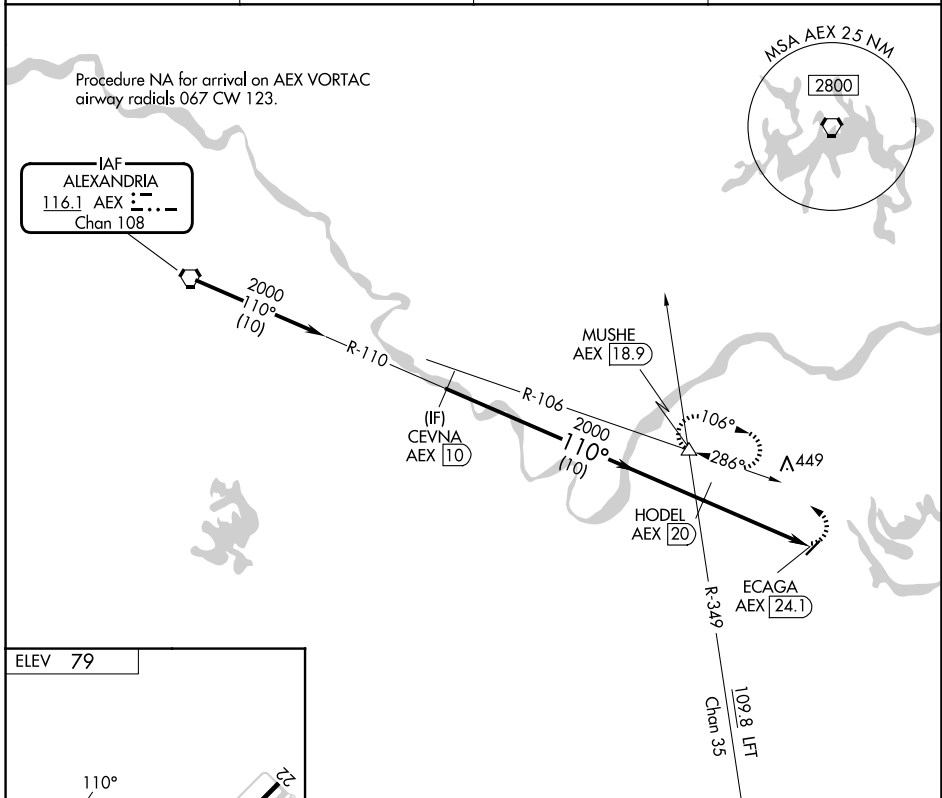 Procedure NA for arrival on AEX VORTAC
airway radials 067 CW 123.
MSA AEX 25 NM
2800
IAF
ALEXANDRIA
116.1 AEX
Chan 108
2000
110°
(10)
R-110
(IF)
CEVNA
AEX 10
R-106
2000
110°
(10)
MUSHE
AEX 18.9
106°
286°
449
HODEL
AEX 20
ECAGA
AEX 24.1
R-349
109.8 LFT
Chan 35
ELEV 79
110°
22